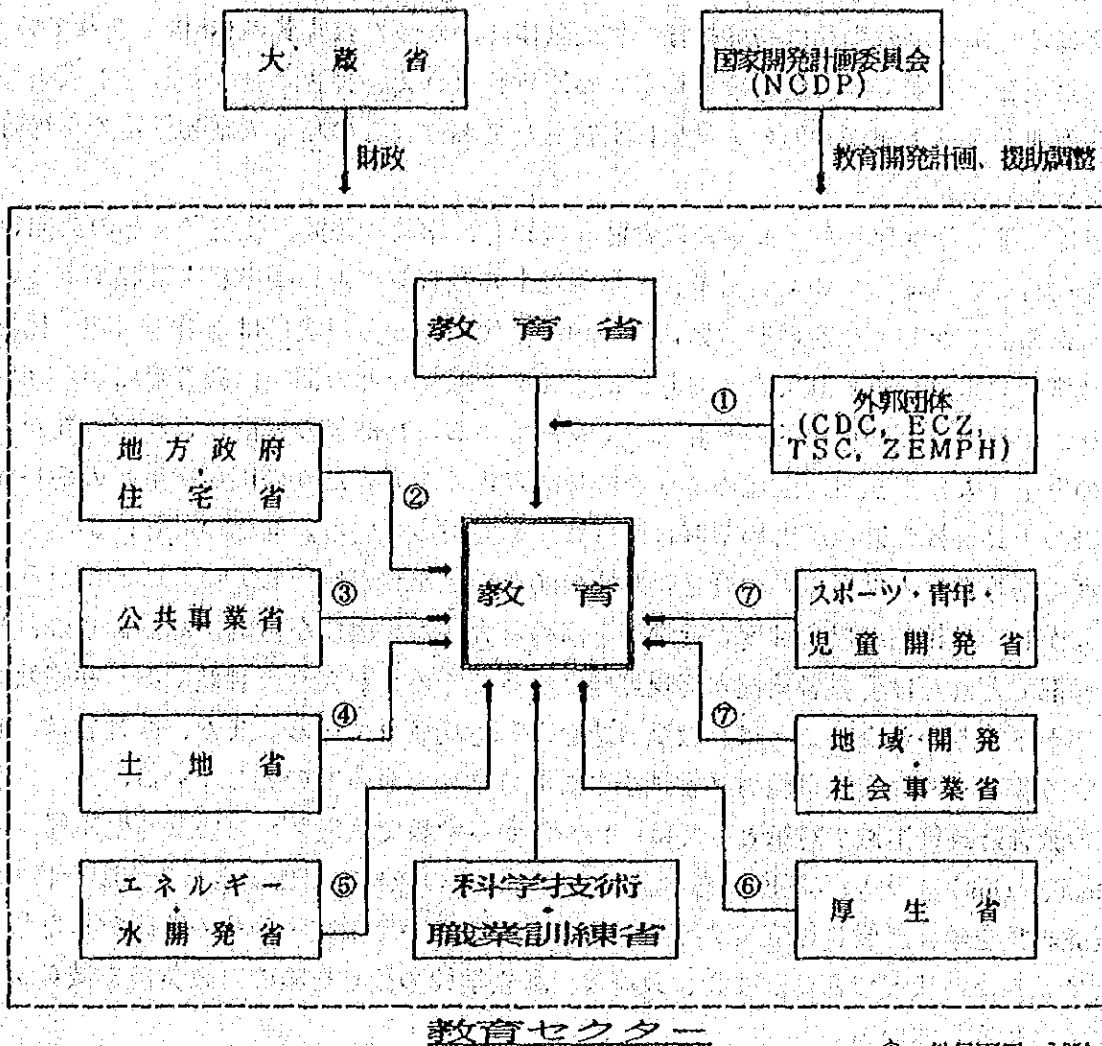 大蔵省
国家開発計画委員会
(NCDP)
財政
教育開発計画、援助調整
教育省
①
外郭団体
(CDC, ECZ,
TSC, ZEMPH)
地方政府
・
住宅省
②
教育
公共事業省
③
⑦
スポーツ・青年・
児童開発省
土地省
④
⑦
地域開発
・
社会事業省
エネルギー
・
水開発省
⑤
科学技術
・
職業訓練省
⑥
厚生省
教育セクター